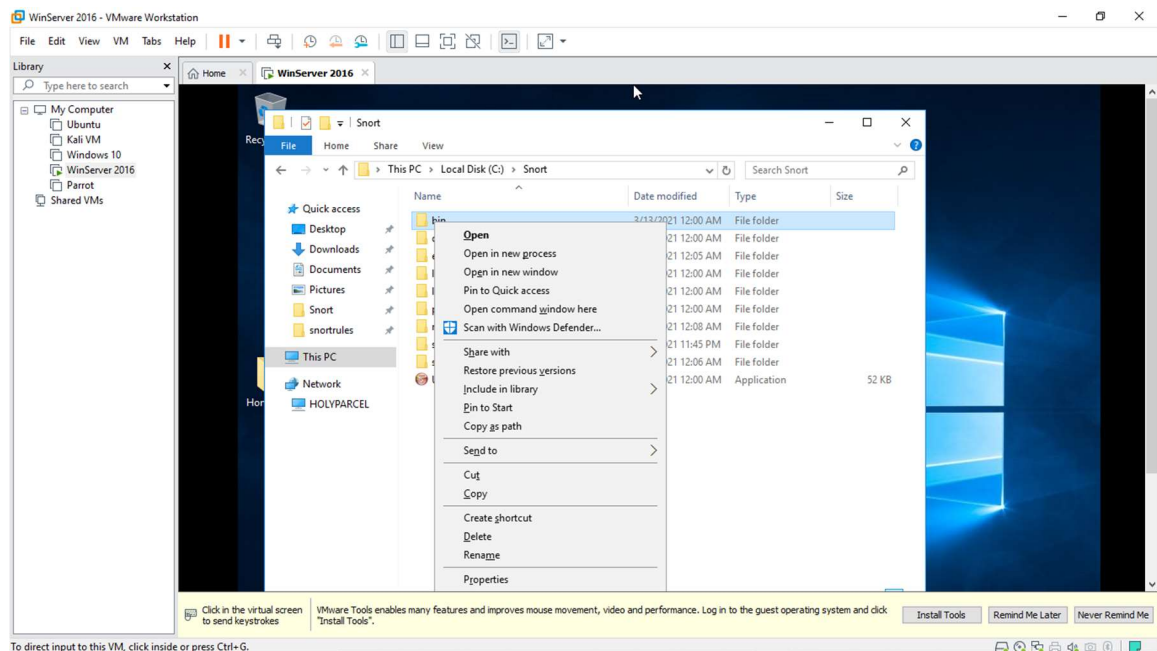 WinServer 2016 - VMware Workstation
File Edit View VM Tabs Help
Library
Type here to search
My Computer
Ubuntu
Kali VM
Windows 10
WinServer 2016
Parrot
Shared VMs
Home
WinServer 2016
Snort
File Home Share View
This PC > Local Disk (C:) > Snort
Search Snort
Name Date modified Type Size
Quick access
Desktop
Downloads
Documents
Pictures
Snort
snortrules
This PC
Network
HOLYPARCEL
bin 3/13/2021 12:00 AM File folder
21 12:00 AM File folder
21 12:05 AM File folder
21 12:00 AM File folder
21 12:00 AM File folder
21 12:00 AM File folder
21 12:08 AM File folder
21 11:45 PM File folder
21 12:06 AM File folder
21 12:00 AM Application 52 KB
Open
Open in new process
Open in new window
Pin to Quick access
Open command window here
Scan with Windows Defender...
Share with
Restore previous versions
Include in library
Pin to Start
Copy as path
Send to
Cut
Copy
Create shortcut
Delete
Rename
Properties
Click in the virtual screen
to send keystrokes
VMware Tools enables many features and improves mouse movement, video and performance. Log in to the guest operating system and click
"Install Tools".
Install Tools
Remind Me Later
Never Remind Me
To direct input to this VM, click inside or press Ctrl+G.